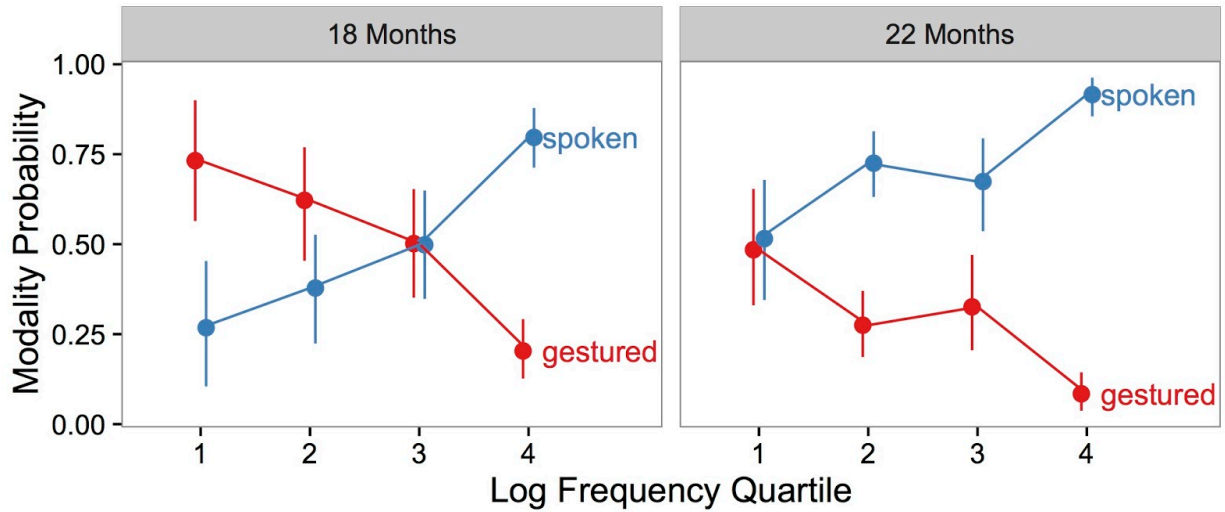 18 Months
22 Months
Modality Probability
1.00
0.75
0.50
0.25
0.00
spoken
gestured
spoken
gestured
1 2 3 4
1 2 3 4
Log Frequency Quartile